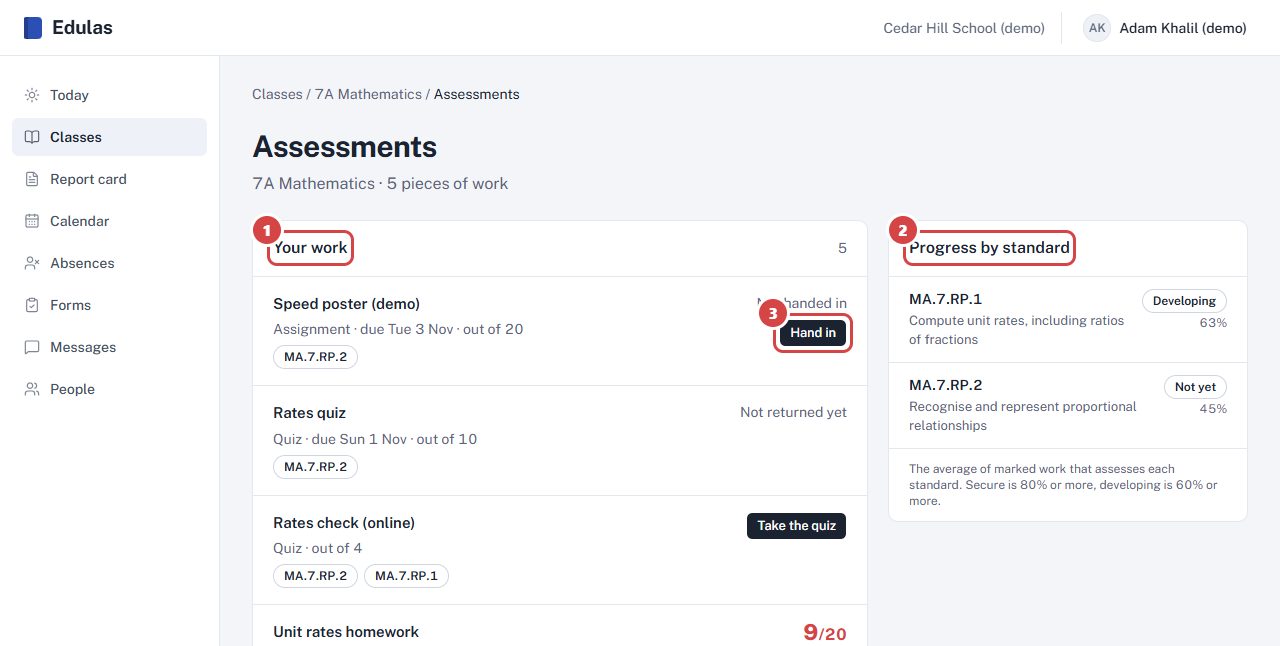 Edulas
Cedar Hill School (demo)
AK
Adam Khalil (demo)
Today
Classes
Report card
Calendar
Absences
Forms
Messages
People
Classes / 7A Mathematics / Assessments
Assessments
7A Mathematics · 5 pieces of work
1
Your work
5
Speed poster (demo)
handed in
Assignment · due Tue 3 Nov · out of 20
3
Hand in
MA.7.RP.2
Rates quiz
Not returned yet
Quiz · due Sun 1 Nov · out of 10
MA.7.RP.2
Rates check (online)
Take the quiz
Quiz · out of 4
MA.7.RP.2
MA.7.RP.1
Unit rates homework
9/20
2
Progress by standard
MA.7.RP.1
Developing
Compute unit rates, including ratios
of fractions
63%
MA.7.RP.2
Not yet
Recognise and represent proportional
relationships
45%
The average of marked work that assesses each
standard. Secure is 80% or more, developing is 60% or
more.